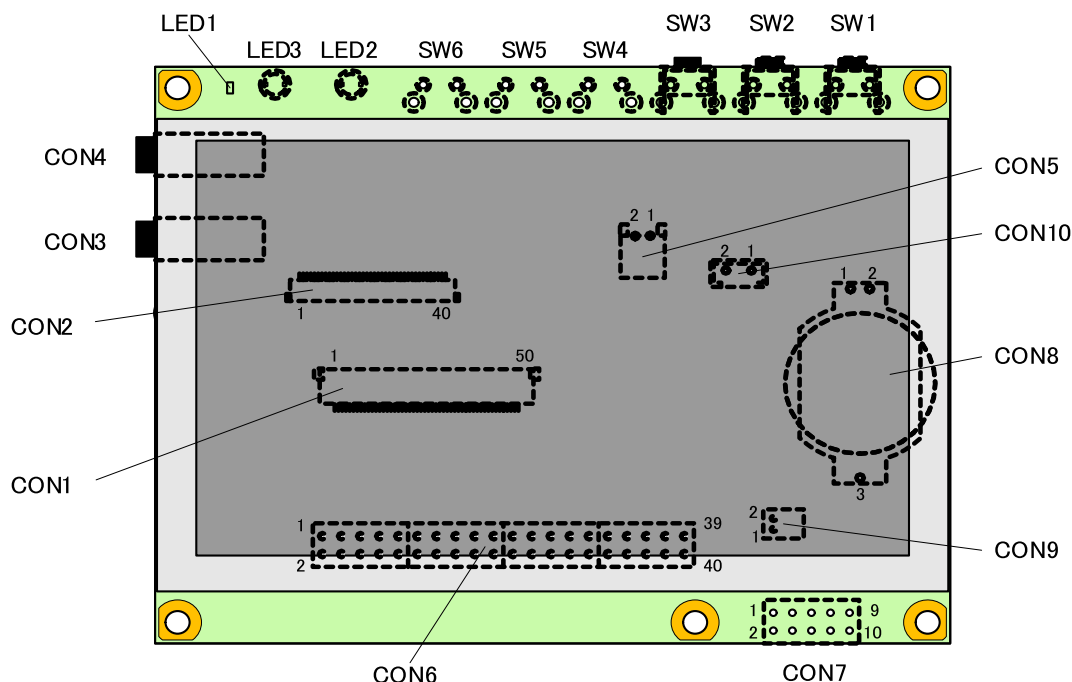 LED1
LED3
LED2
SW6
SW5
SW4
SW3
SW2
SW1
CON4
CON3
CON2
CON1
CON5
CON10
CON8
CON9
CON6
CON7
2 1
2 1
1 2
3
1 40
1 50
1 39
2 40
2
1
1 9
2 10